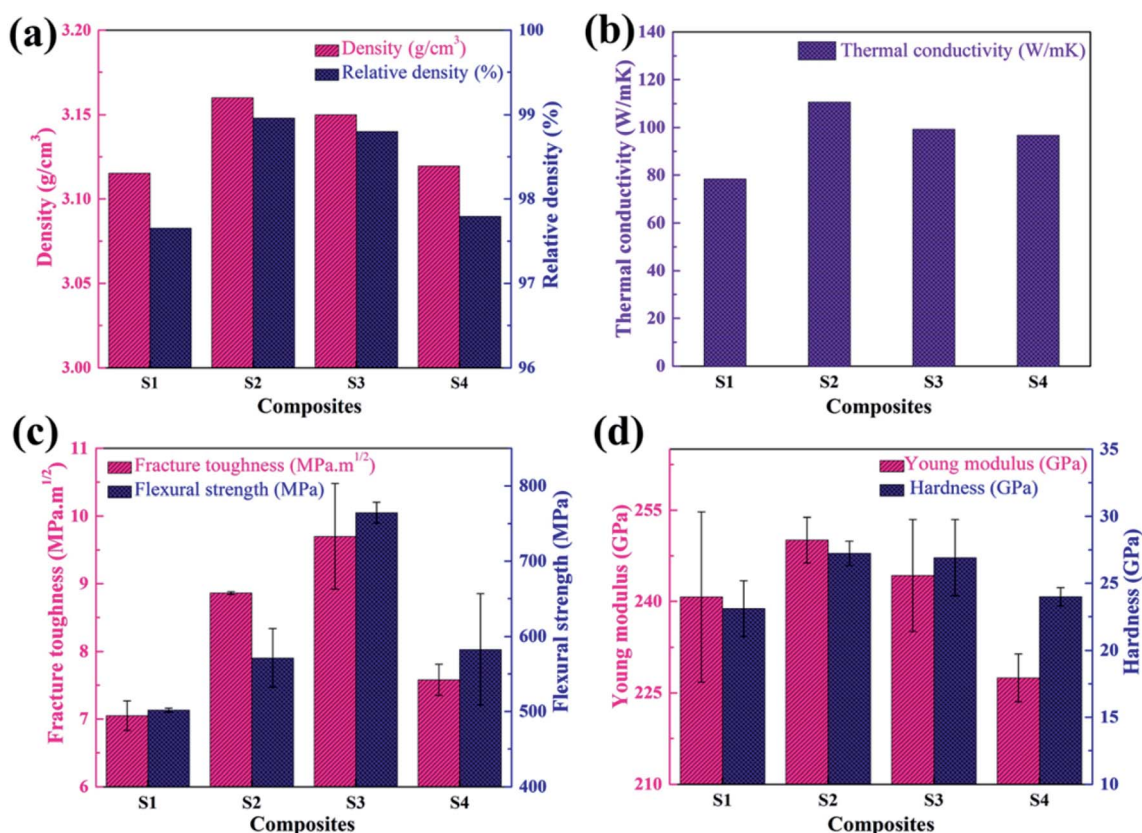 (a)
3.20
3.15
3.10
3.05
3.00
Density (g/cm³)
Density (g/cm³)
Relative density (%)
100
99
98
97
96
Relative density (%)
S1 S2 S3 S4
Composites
(b)
140
120
100
80
60
40
20
0
Thermal conductivity (W/mK)
Thermal conductivity (W/mK)
S1 S2 S3 S4
Composites
(c)
11
10
9
8
7
6
Fracture toughness (MPa.m^1/2)
Fracture toughness (MPa.m^1/2)
Flexural strength (MPa)
800
700
600
500
400
Flexural strength (MPa)
S1 S2 S3 S4
Composites
(d)
255
240
225
210
Young modulus (GPa)
Young modulus (GPa)
Hardness (GPa)
35
30
25
20
15
10
Hardness (GPa)
S1 S2 S3 S4
Composites